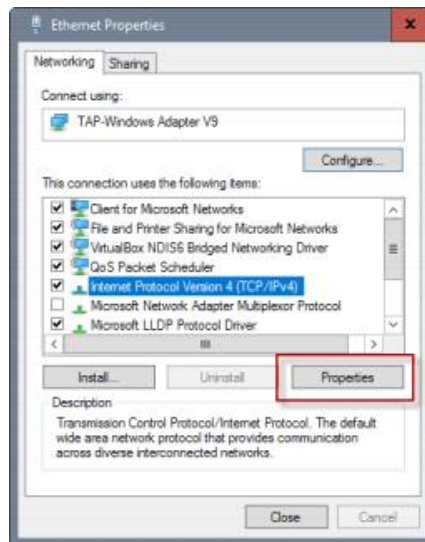 Ethernet Properties
Networking
Sharing
Connect using:
TAP-Windows Adapter V9
Configure...
This connection uses the following items:
Client for Microsoft Networks
File and Printer Sharing for Microsoft Networks
VirtualBox NDIS6 Bridged Networking Driver
QoS Packet Scheduler
Internet Protocol Version 4 (TCP/IPv4)
Microsoft Network Adapter Multiplexor Protocol
Microsoft LLDP Protocol Driver
Install...
Uninstall
Properties
Description
Transmission Control Protocol/Internet Protocol. The default
wide area network protocol that provides communication
across diverse interconnected networks.
Close
Cancel